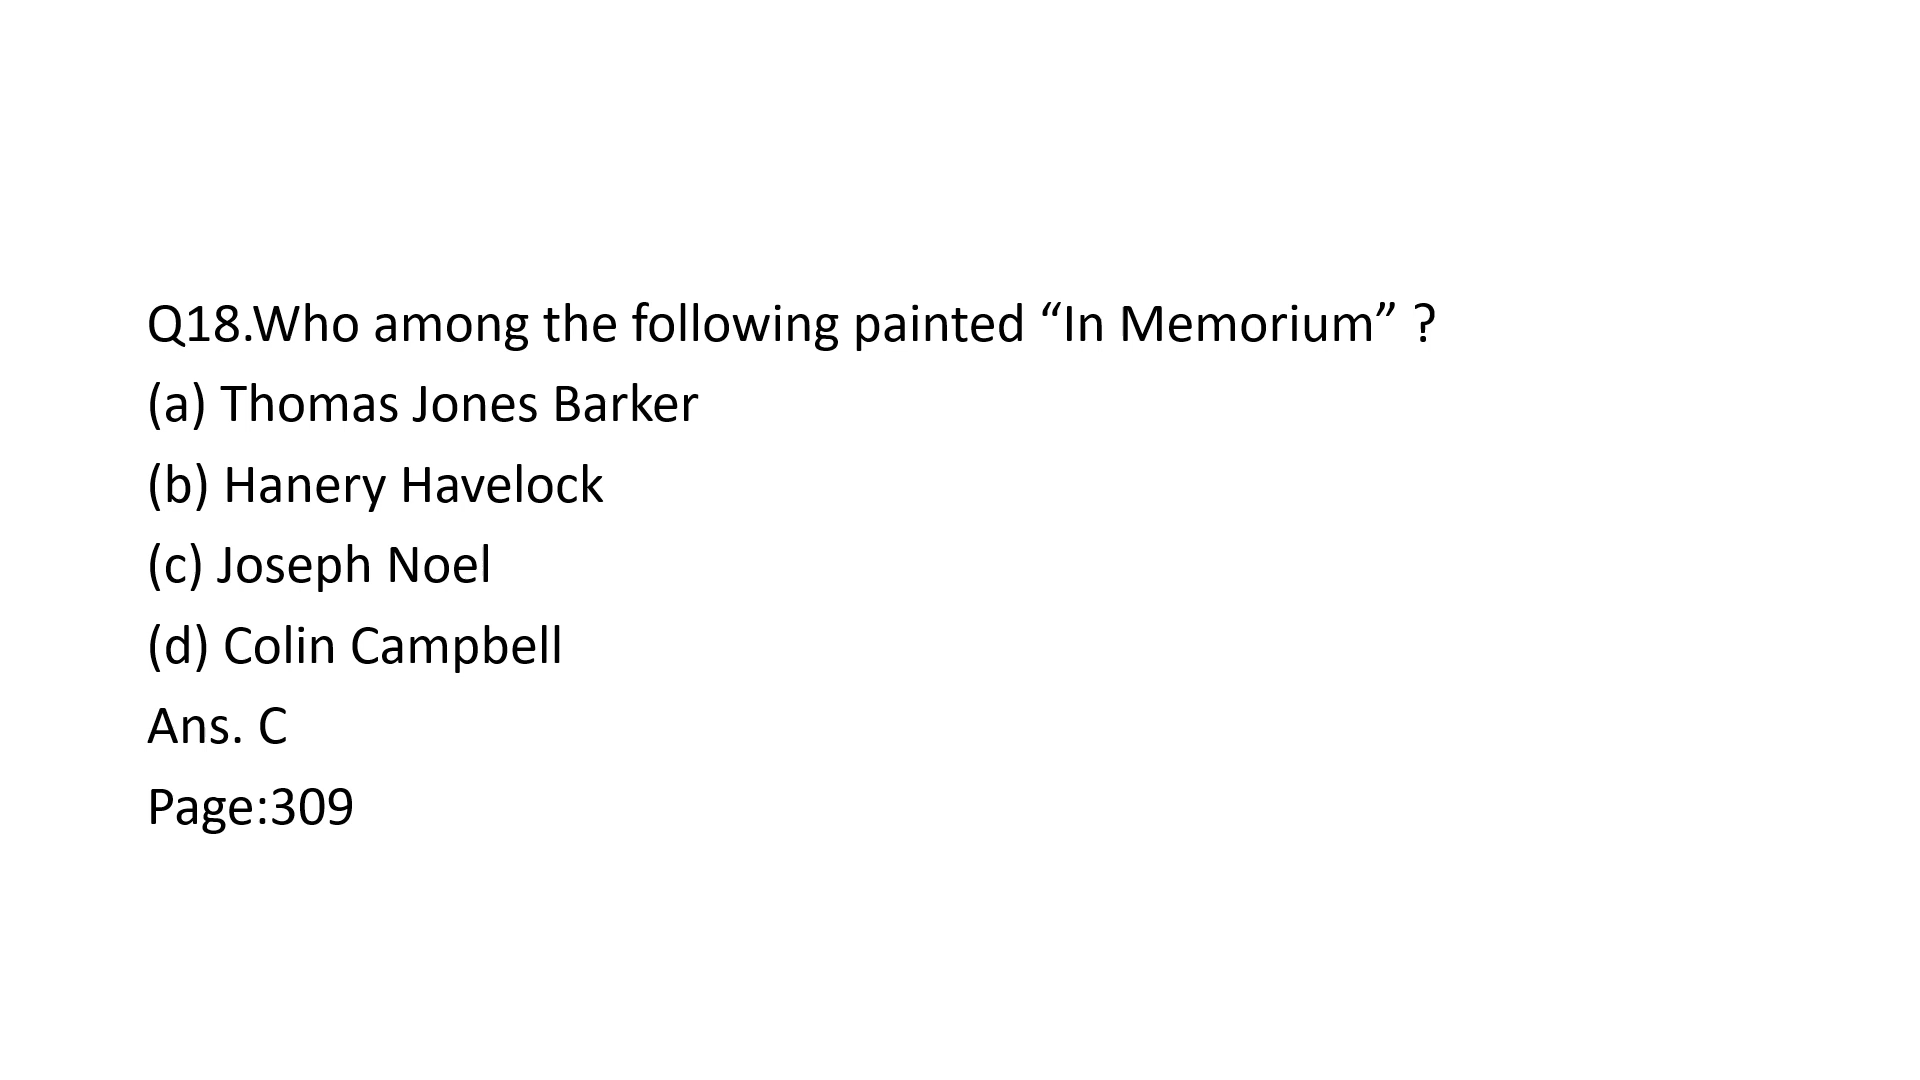 Q18.Who among the following painted “In Memorium” ?
(a) Thomas Jones Barker
(b) Hanery Havelock
(c) Joseph Noel
(d) Colin Campbell
Ans. C
Page:309